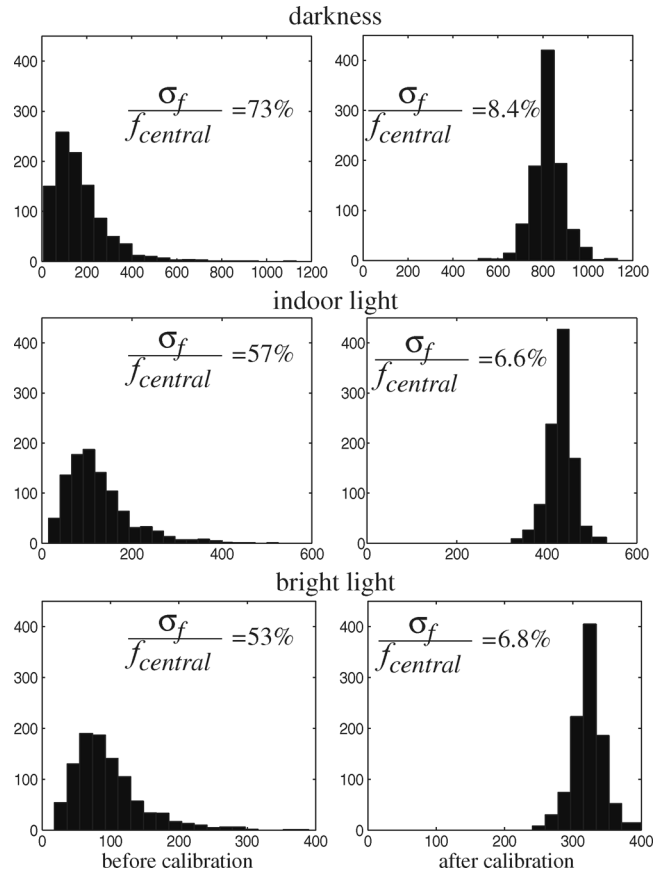 darkness
400
300
200
100
0
0 200 400 600 800 1000 1200
σf
fcentral =73%
400
300
200
100
0
0 200 400 600 800 1000 1200
σf
fcentral =8.4%
indoor light
400
300
200
100
0
0 200 400 600
σf
fcentral =57%
400
300
200
100
0
0 200 400 600
σf
fcentral =6.6%
bright light
400
300
200
100
0
0 100 200 300 400
σf
fcentral =53%
before calibration
400
300
200
100
0
0 100 200 300 400
σf
fcentral =6.8%
after calibration